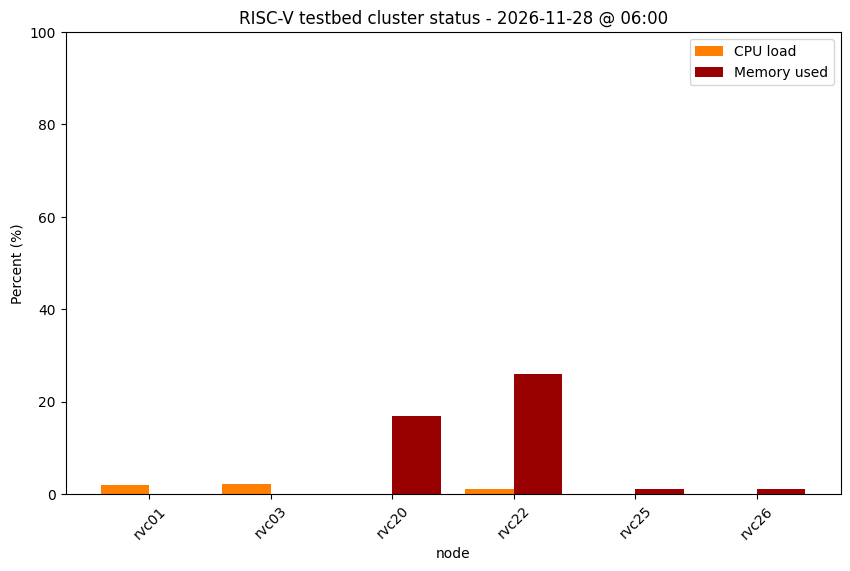 RISC-V testbed cluster status - 2026-11-28 @ 06:00
CPU load
Memory used
Percent (%)
100
80
60
40
20
0
rvc01
rvc03
rvc20
rvc22
rvc25
rvc26
node